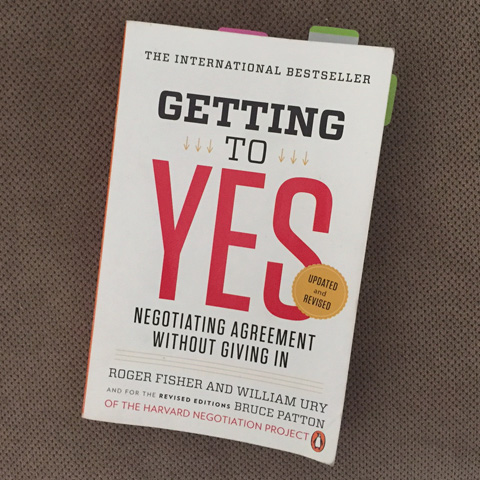 THE INTERNATIONAL BESTSELLER
GETTING
TO
YES
UPDATED
and
REVISED
NEGOTIATING AGREEMENT
WITHOUT GIVING IN
ROGER FISHER AND WILLIAM URY
AND FOR THE REVISED EDITIONS BRUCE PATTON
OF THE HARVARD NEGOTIATION PROJECT